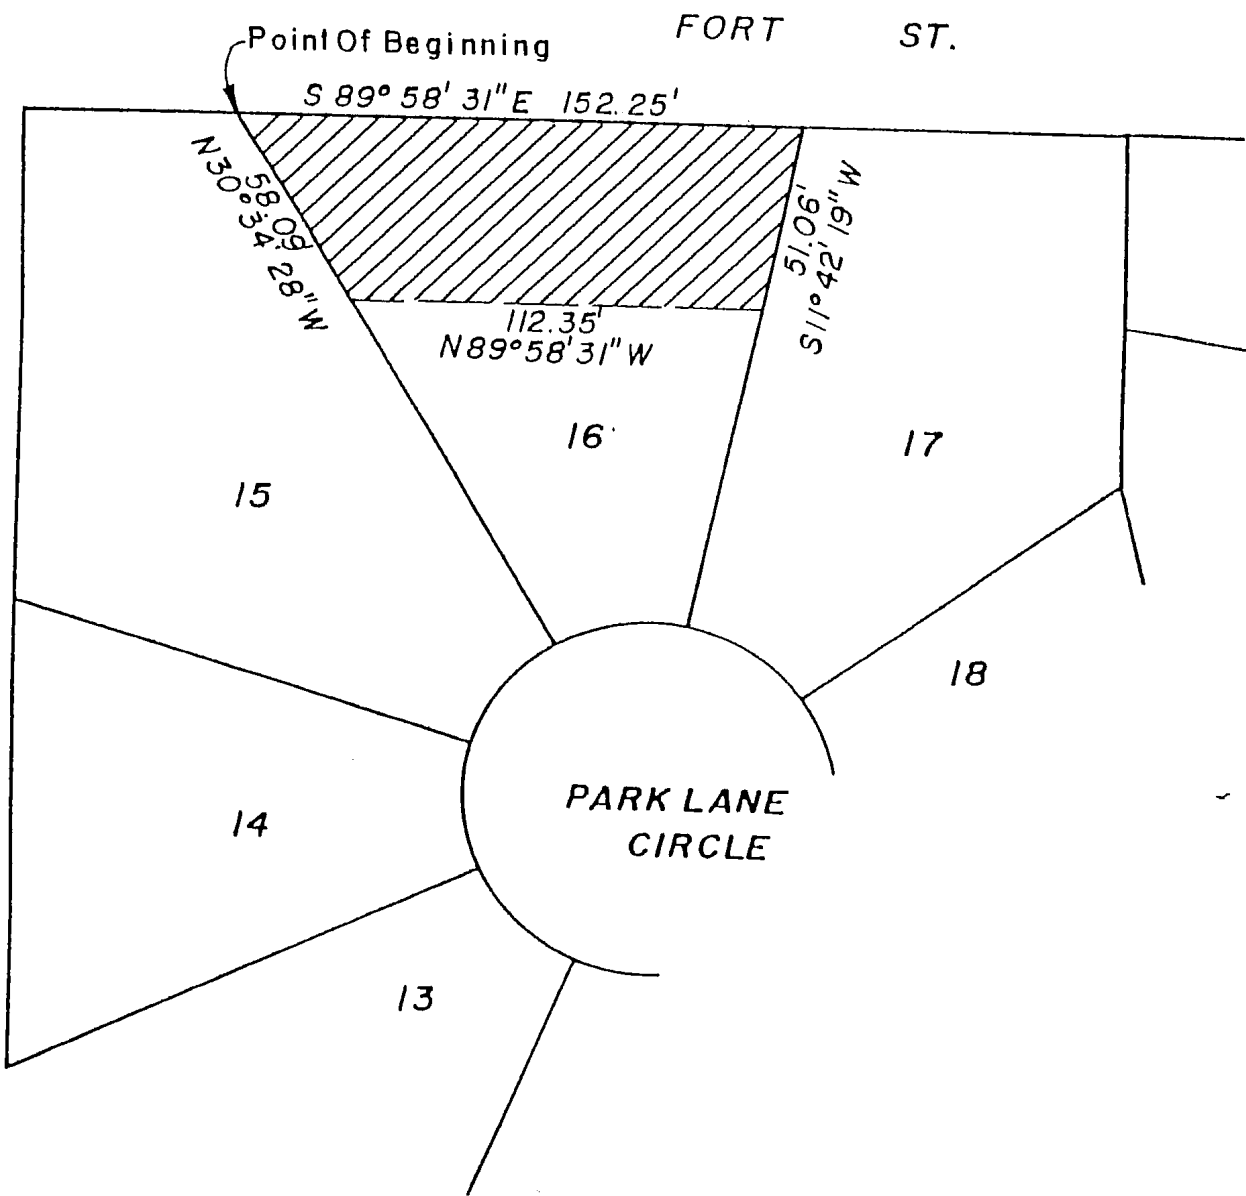 FORT ST.
Point Of Beginning
S 89° 58' 31" E 152.25'
58.09'
N30° 34' 28" W
51.06'
S11° 42' 19" W
112.35'
N89°58'31" W
16
17
15
18
PARK LANE
CIRCLE
14
13